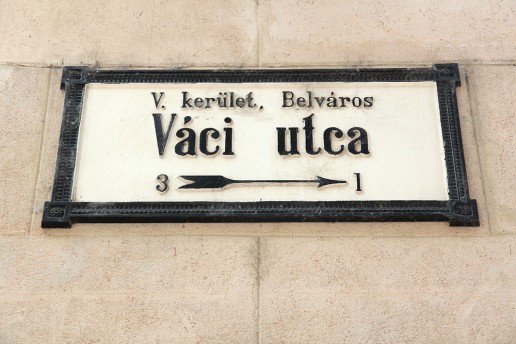 V. kerület., Belváros
Váci utca
3 1